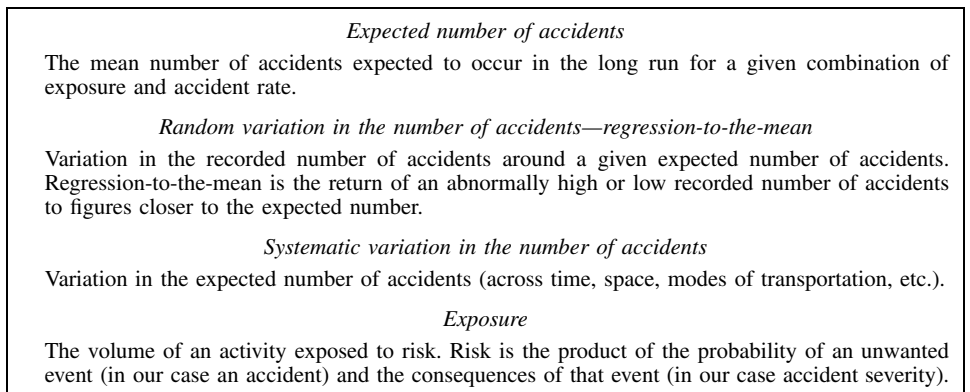 Expected number of accidents
The mean number of accidents expected to occur in the long run for a given combination of
exposure and accident rate.
Random variation in the number of accidents—regression-to-the-mean
Variation in the recorded number of accidents around a given expected number of accidents.
Regression-to-the-mean is the return of an abnormally high or low recorded number of accidents
to figures closer to the expected number.
Systematic variation in the number of accidents
Variation in the expected number of accidents (across time, space, modes of transportation, etc.).
Exposure
The volume of an activity exposed to risk. Risk is the product of the probability of an unwanted
event (in our case an accident) and the consequences of that event (in our case accident severity).